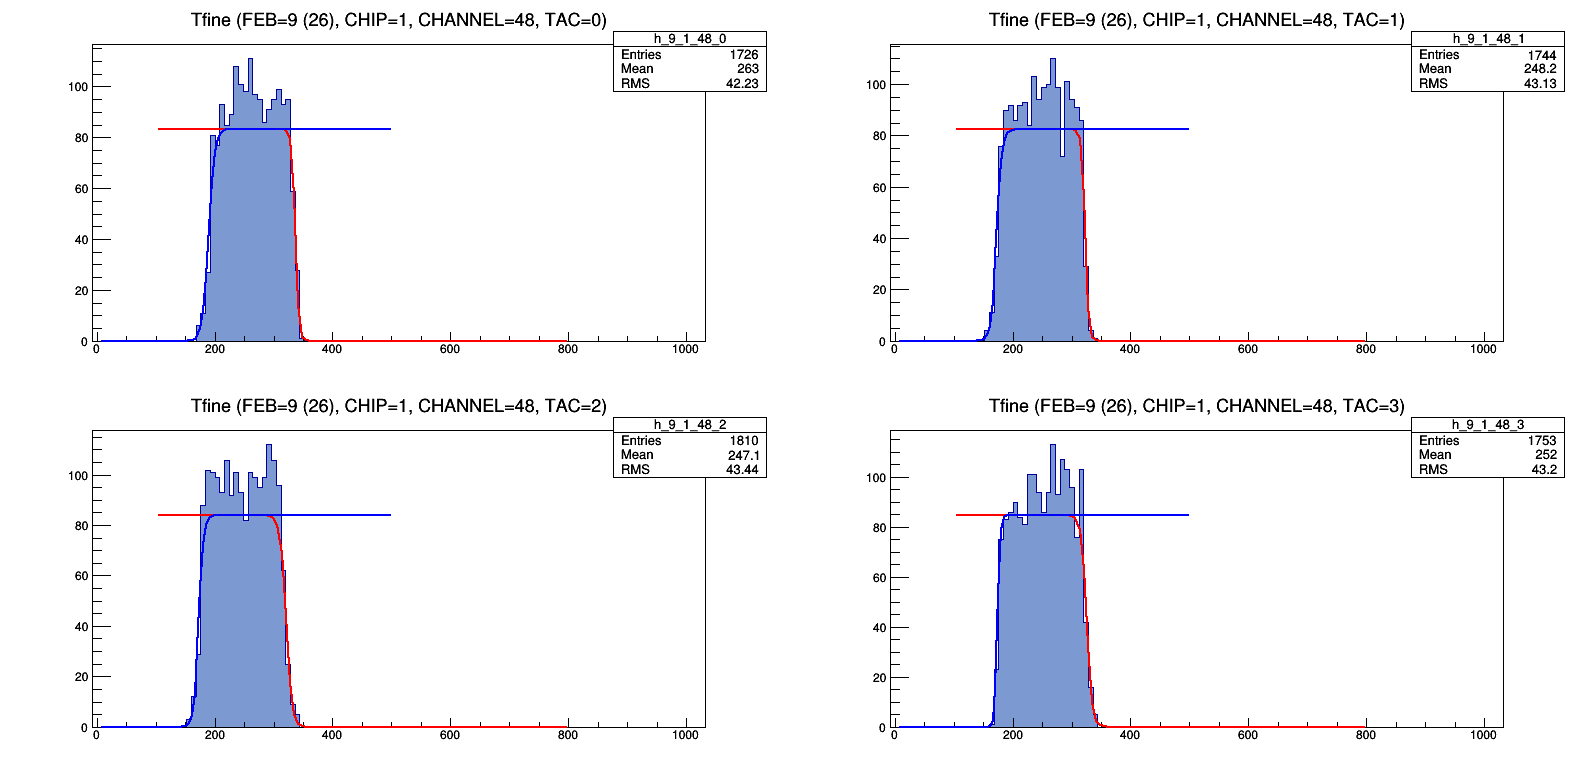 Tfine (FEB=9 (26), CHIP=1, CHANNEL=48, TAC=0)
h_9_1_48_0
Entries 1726
Mean 263
RMS 42.23
100
80
60
40
20
0
0 200 400 600 800 1000
Tfine (FEB=9 (26), CHIP=1, CHANNEL=48, TAC=1)
h_9_1_48_1
Entries 1744
Mean 248.2
RMS 43.13
100
80
60
40
20
0
0 200 400 600 800 1000
Tfine (FEB=9 (26), CHIP=1, CHANNEL=48, TAC=2)
h_9_1_48_2
Entries 1810
Mean 247.1
RMS 43.44
100
80
60
40
20
0
0 200 400 600 800 1000
Tfine (FEB=9 (26), CHIP=1, CHANNEL=48, TAC=3)
h_9_1_48_3
Entries 1753
Mean 252
RMS 43.2
100
80
60
40
20
0
0 200 400 600 800 1000